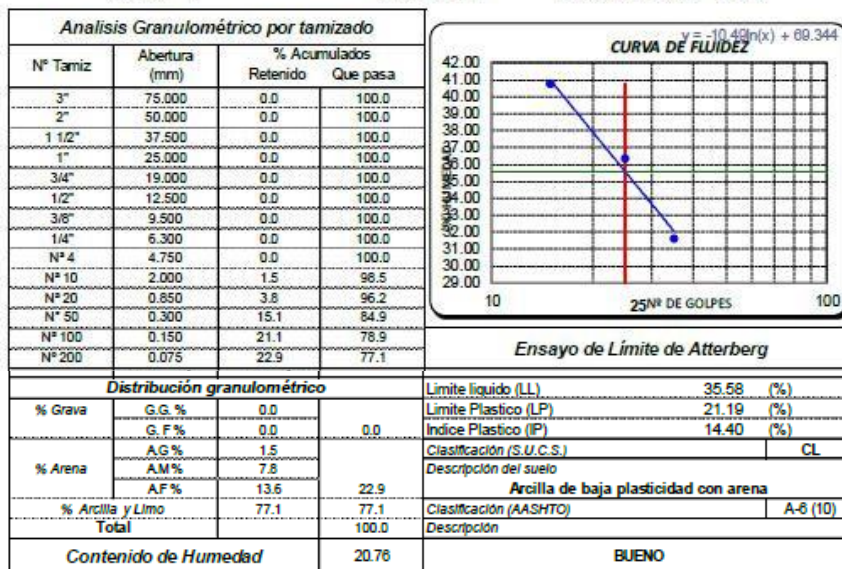 Analisis Granulométrico por tamizado
Nº Tamiz Abertura (mm) % Acumulados
Retenido Que pasa
3" 75.000 0.0 100.0
2" 50.000 0.0 100.0
1 1/2" 37.500 0.0 100.0
1" 25.000 0.0 100.0
3/4" 19.000 0.0 100.0
1/2" 12.500 0.0 100.0
3/8" 9.500 0.0 100.0
1/4" 6.300 0.0 100.0
Nª 4 4.750 0.0 100.0
Nª 10 2.000 1.5 98.5
Nª 20 0.850 3.8 96.2
N° 50 0.300 15.1 84.9
Nª 100 0.150 21.1 78.9
Nº 200 0.075 22.9 77.1
y = -10.49ln(x) + 69.344
CURVA DE FLUIDEZ
42.00
41.00
40.00
39.00
38.00
37.00
36.00
35.00
34.00
33.00
32.00
31.00
30.00
29.00
10 25 Nº DE GOLPES 100
Ensayo de Límite de Atterberg
Distribución granulométrico
% Grava G.G. % 0.0
G. F % 0.0 0.0
% Arena A.G % 1.5
A.M % 7.8
A.F % 13.6 22.9
% Arcilla y Limo 77.1 77.1
Total 100.0
Contenido de Humedad 20.76
Limite liquido (LL) 35.58 (%)
Limite Plastico (LP) 21.19 (%)
Indice Plastico (IP) 14.40 (%)
Clasificación (S.U.C.S.) CL
Descripción del suelo
Arcilla de baja plasticidad con arena
Clasificación (AASHTO) A-6 (10)
Descripción
BUENO